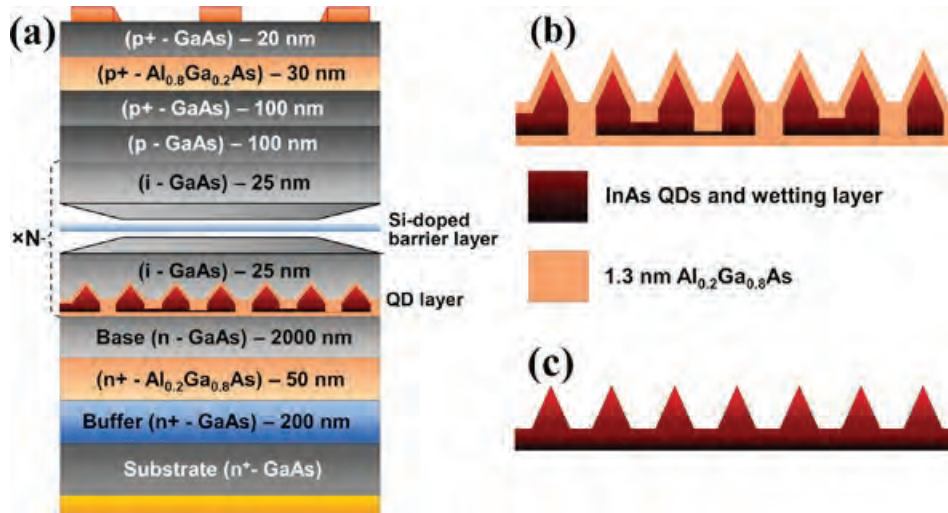 (a)
(p+ - GaAs) – 20 nm
(p+ - Al0.8Ga0.2As) – 30 nm
(p+ - GaAs) – 100 nm
(p - GaAs) – 100 nm
(i - GaAs) – 25 nm
×N
Si-doped
barrier layer
(i - GaAs) – 25 nm
QD layer
Base (n - GaAs) – 2000 nm
(n+ - Al0.2Ga0.8As) – 50 nm
Buffer (n+ - GaAs) – 200 nm
Substrate (n⁺- GaAs)
(b)
InAs QDs and wetting layer
1.3 nm Al0.2Ga0.8As
(c)